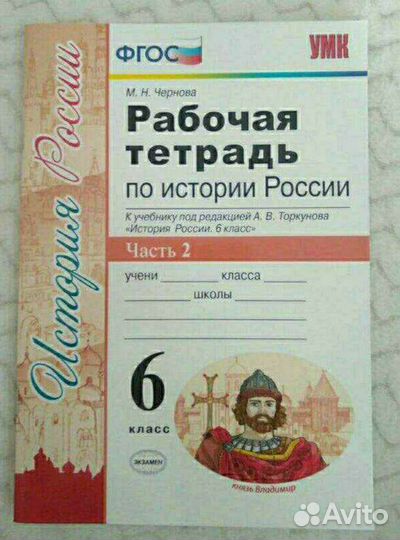 ФГОС
УМК
М. Н. Чернова
Рабочая
тетрадь
по истории России
К учебнику под редакцией А. В. Торкунова
«История России. 6 класс»
Часть 2
учени класса
школы
6
класс
ЭКЗАМЕН
князь Владимир
История России
Avito